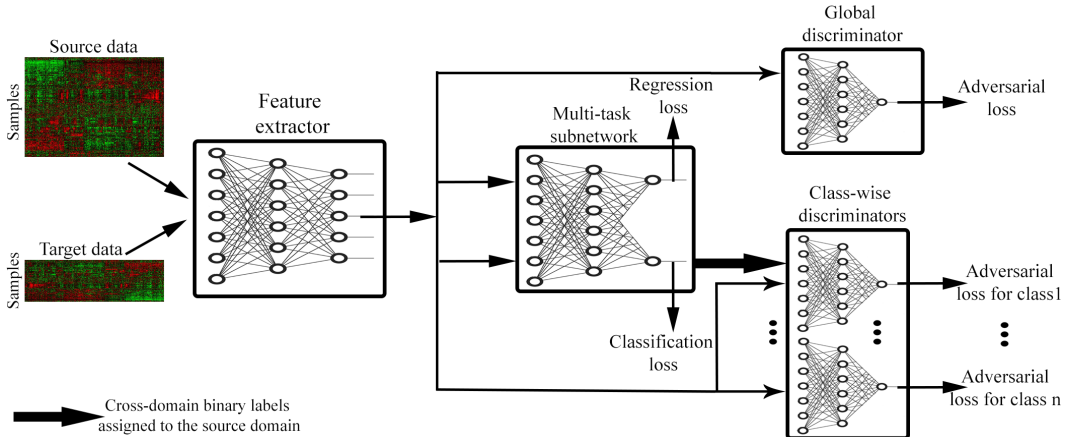 Source data
Samples
Target data
Samples
Feature
extractor
Multi-task
subnetwork
Regression
loss
Classification
loss
Global
discriminator
Adversarial
loss
Class-wise
discriminators
Adversarial
loss for class1
Adversarial
loss for class n
Cross-domain binary labels
assigned to the source domain